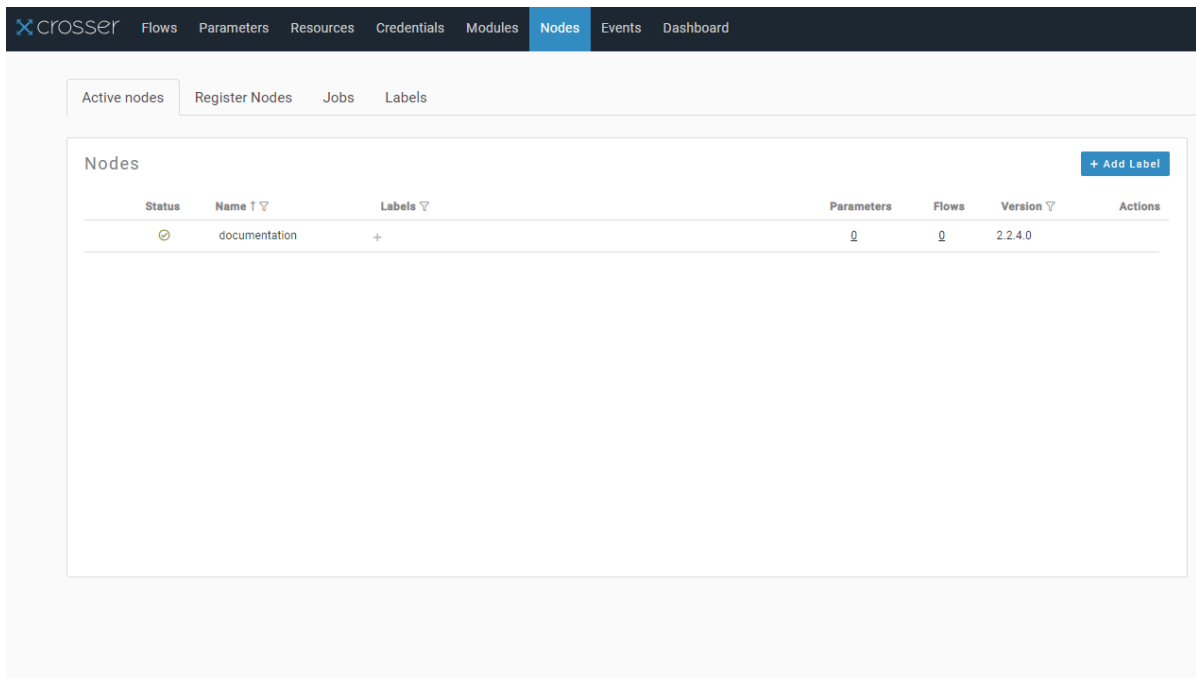 crosser Flows Parameters Resources Credentials Modules Nodes Events Dashboard
Active nodes Register Nodes Jobs Labels
Nodes + Add Label
Status Name ↑ Labels Parameters Flows Version Actions
documentation + 0 0 2.2.4.0